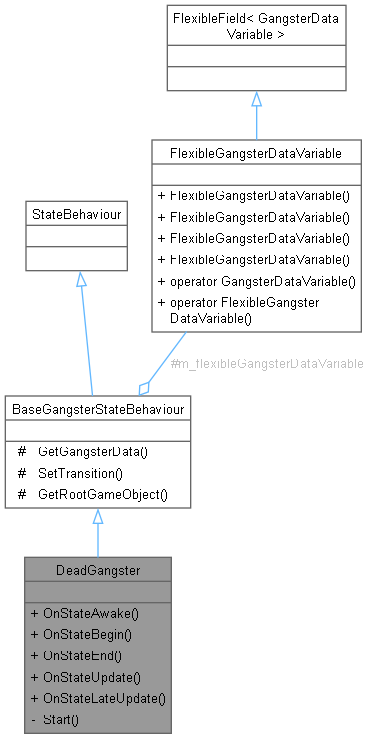 FlexibleField< GangsterData
Variable >
FlexibleGangsterDataVariable
+ FlexibleGangsterDataVariable()
+ FlexibleGangsterDataVariable()
+ FlexibleGangsterDataVariable()
+ FlexibleGangsterDataVariable()
+ operator GangsterDataVariable()
+ operator FlexibleGangster
DataVariable()
StateBehaviour
#m_flexibleGangsterDataVariable
BaseGangsterStateBehaviour
# GetGangsterData()
# SetTransition()
# GetRootGameObject()
DeadGangster
+ OnStateAwake()
+ OnStateBegin()
+ OnStateEnd()
+ OnStateUpdate()
+ OnStateLateUpdate()
- Start()